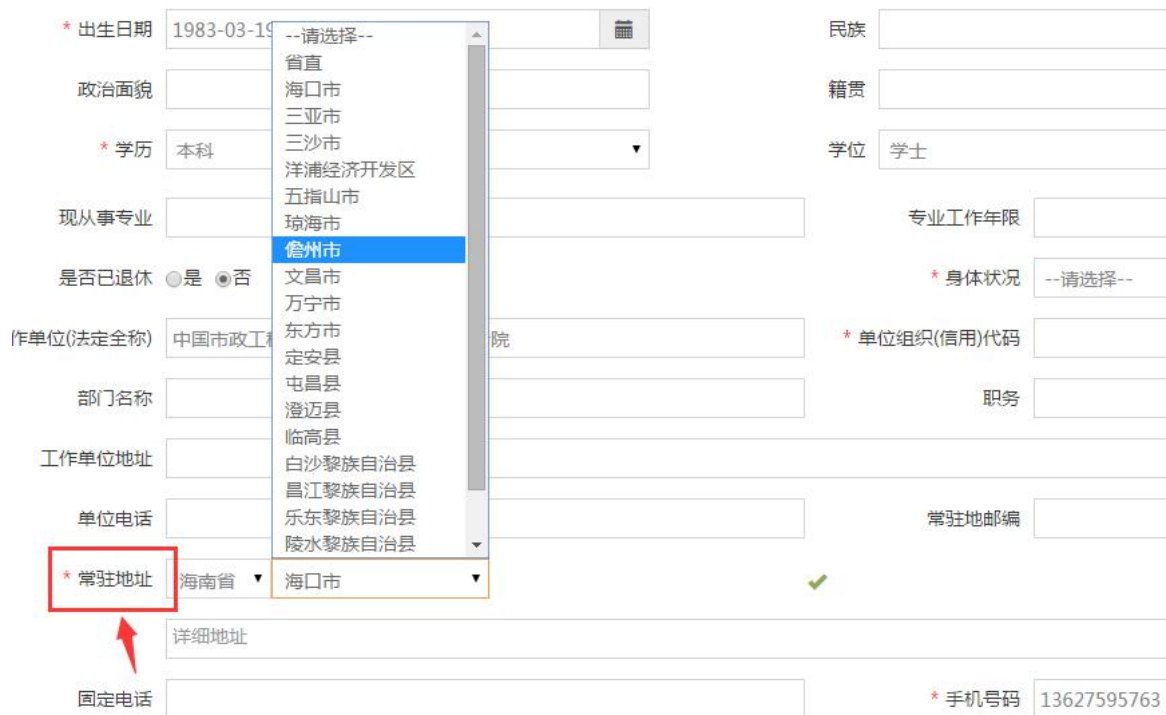 * 出生日期 1983-03-19 民族
--请选择--
省直
政治面貌 海口市 籍贯
三亚市
* 学历 本科 三沙市 学位 学士
洋浦经济开发区
五指山市
现从事专业 琼海市 专业工作年限
儋州市
是否已退休 是 否 文昌市 * 身体状况 --请选择--
万宁市
作单位(法定全称) 中国市政工程 东方市 院 * 单位组织(信用)代码
定安县
部门名称 屯昌县 职务
澄迈县
临高县
工作单位地址 白沙黎族自治县
昌江黎族自治县
单位电话 乐东黎族自治县 常驻地邮编
陵水黎族自治县
* 常驻地址 海南省 海口市
详细地址
固定电话 * 手机号码 13627595763